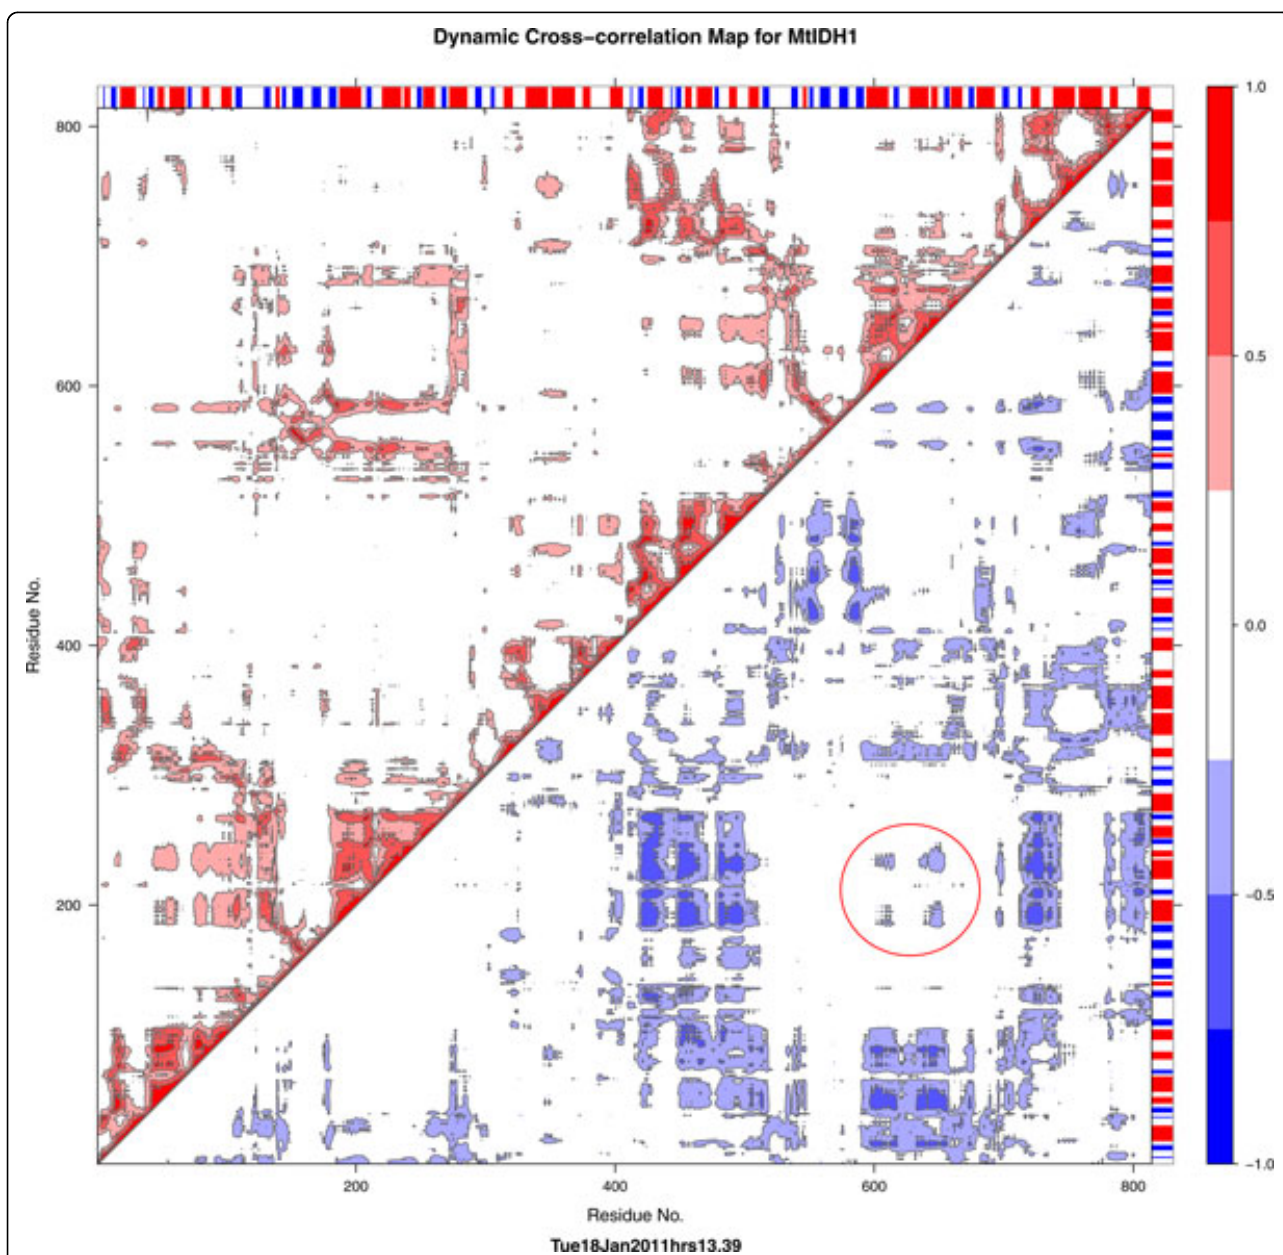 Dynamic Cross-correlation Map for MtIDH1
1.0
800
0.5
600
0.0
Residue No.
400
-0.5
200
-1.0
200 400 600 800
Residue No.
Tue18Jan2011hrs13.39